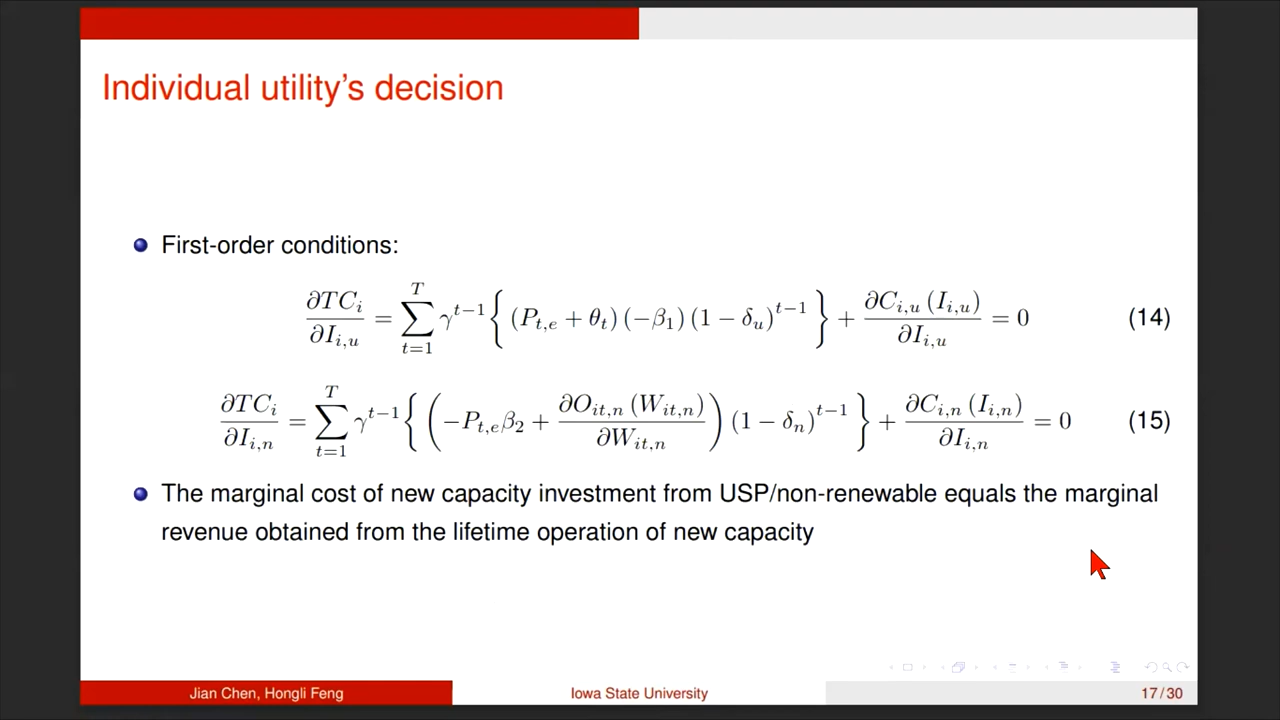 Individual utility's decision
First-order conditions:
∂TC_i/∂I_{i,u} = ∑_{t=1}^{T} γ^{t−1} { (P_{t,e} + θ_t) (−β_1) (1 − δ_u)^{t−1} } + ∂C_{i,u} (I_{i,u})/∂I_{i,u} = 0 (14)
∂TC_i/∂I_{i,n} = ∑_{t=1}^{T} γ^{t−1} { ( −P_{t,e}β_2 + ∂O_{it,n} (W_{it,n})/∂W_{it,n} ) (1 − δ_n)^{t−1} } + ∂C_{i,n} (I_{i,n})/∂I_{i,n} = 0 (15)
The marginal cost of new capacity investment from USP/non-renewable equals the marginal
revenue obtained from the lifetime operation of new capacity
Jian Chen, Hongli Feng Iowa State University 17/30